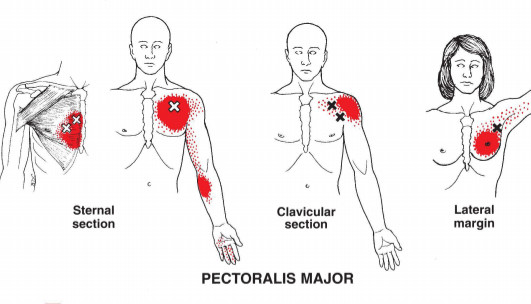 Sternal
section
Clavicular
section
Lateral
margin
PECTORALIS MAJOR